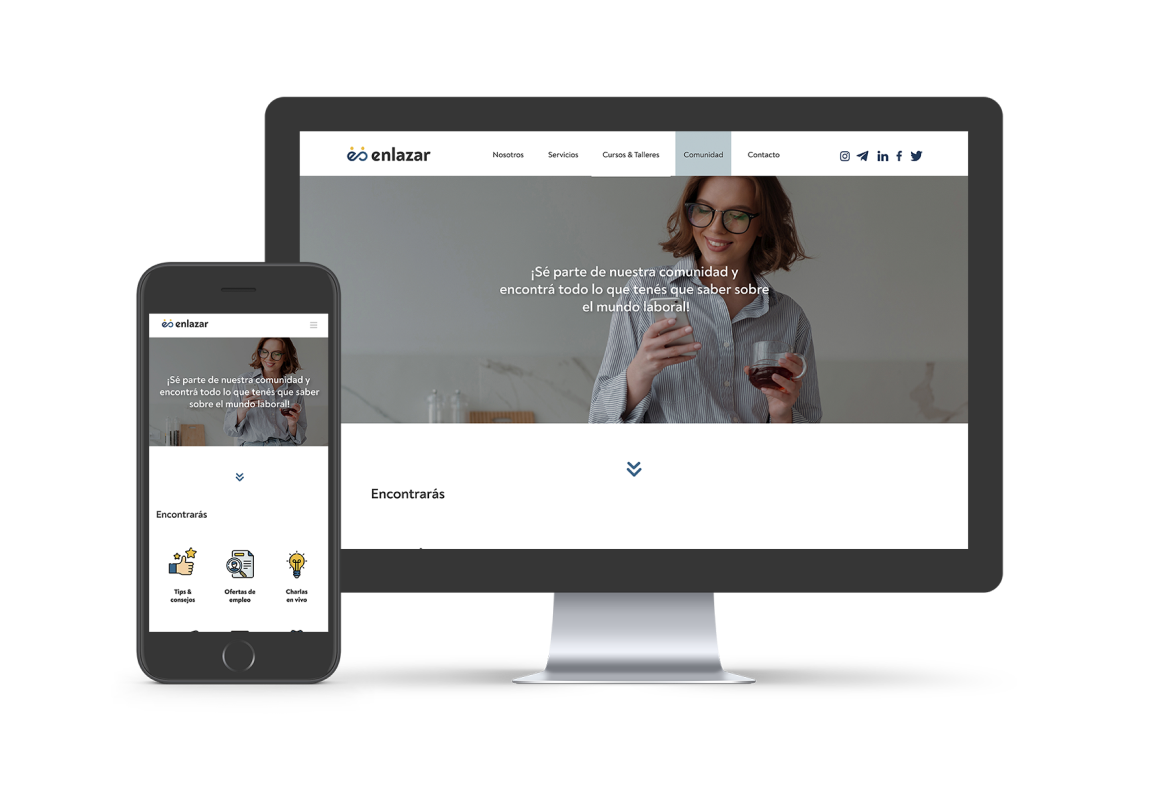 enlazar
Nosotros
Servicios
Cursos & Talleres
Comunidad
Contacto
¡Sé parte de nuestra comunidad y
encontrá todo lo que tenés que saber sobre
el mundo laboral!
Encontrarás
enlazar
¡Sé parte de nuestra comunidad y
encontrá todo lo que tenés que saber
sobre el mundo laboral!
Encontrarás
Tips &
consejos
Ofertas de
empleo
Charlas
en vivo